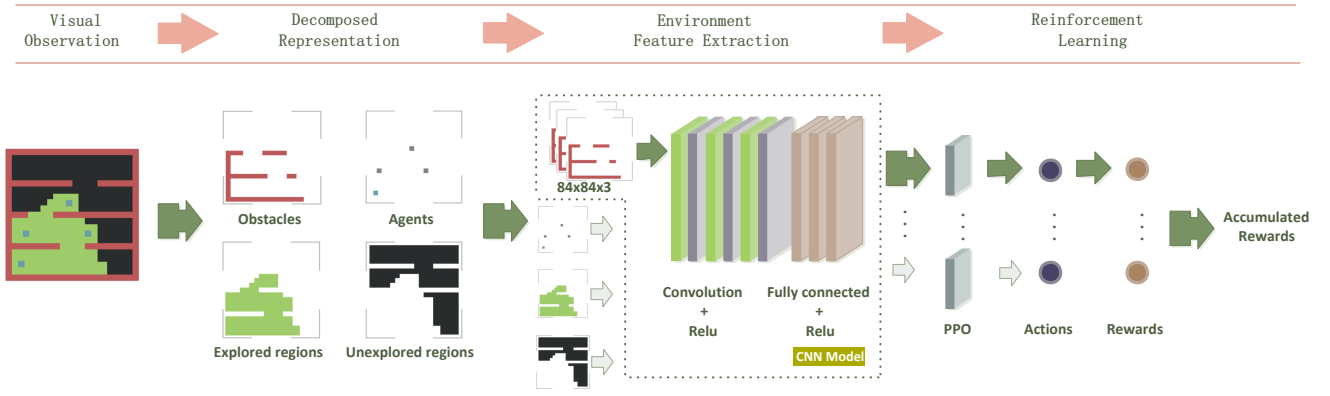 Visual
Observation
Decomposed
Representation
Environment
Feature Extraction
Reinforcement
Learning
Obstacles
Agents
Explored regions
Unexplored regions
84x84x3
Convolution
+
Relu
Fully connected
+
Relu
CNN Model
PPO
Actions
Rewards
Accumulated
Rewards